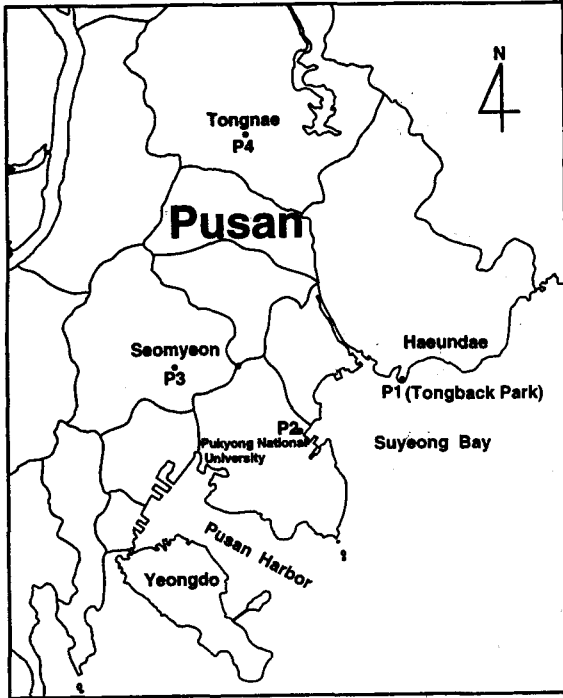 N
Tongnae
P4
Pusan
Seomyeon
P3
Haeundae
P1 (Tongback Park)
P2
Pukyong National
University
Suyeong Bay
Pusan Harbor
Yeongdo